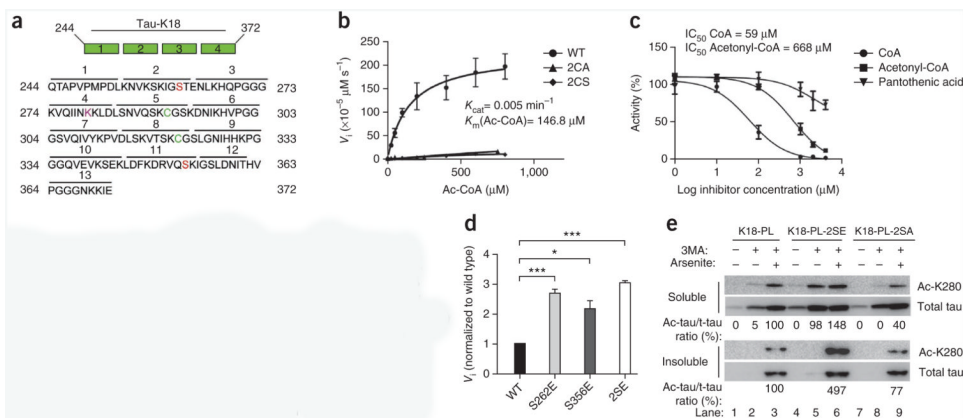 a
Tau-K18
244 372
1 2 3 4
1 2 3
244 QTAPVPMPDLKNVKSKIGSTENLKHQPGGG 273
4 5 6
274 KVQIINKKLDLSNVQSKCGSKDNIKHVPGG 303
7 8 9
304 GSVQIVYKPVDLSKVTSKCGSLGNIHHKPG 333
10 11 12
334 GGQVEVKSEKLDFKDRVQSKIGSLDNITHV 363
13
364 PGGGNKKIE 372
b
Vi (×10-5 μM s-1)
250
200
150
100
50
0
0 500 1,000
Ac-CoA (μM)
WT
2CA
2CS
Kcat= 0.005 min-1
Km(Ac-CoA)= 146.8 μM
c
IC50 CoA = 59 μM
IC50 Acetonyl-CoA = 668 μM
CoA
Acetonyl-CoA
Pantothenic acid
Activity (%)
150
100
50
0
0 1 2 3 4
Log inhibitor concentration (μM)
d
Vi (normalized to wild type)
4
3
2
1
0
***
*
***
WT
S262E
S356E
2SE
e
K18-PL K18-PL-2SE K18-PL-2SA
3MA: – + + – + + – + +
Arsenite: – – + – – + – – +
Soluble
Ac-K280
Total tau
Ac-tau/t-tau ratio (%): 0 5 100 0 98 148 0 0 40
Insoluble
Ac-K280
Total tau
Ac-tau/t-tau ratio (%): 100 497 77
Lane: 1 2 3 4 5 6 7 8 9